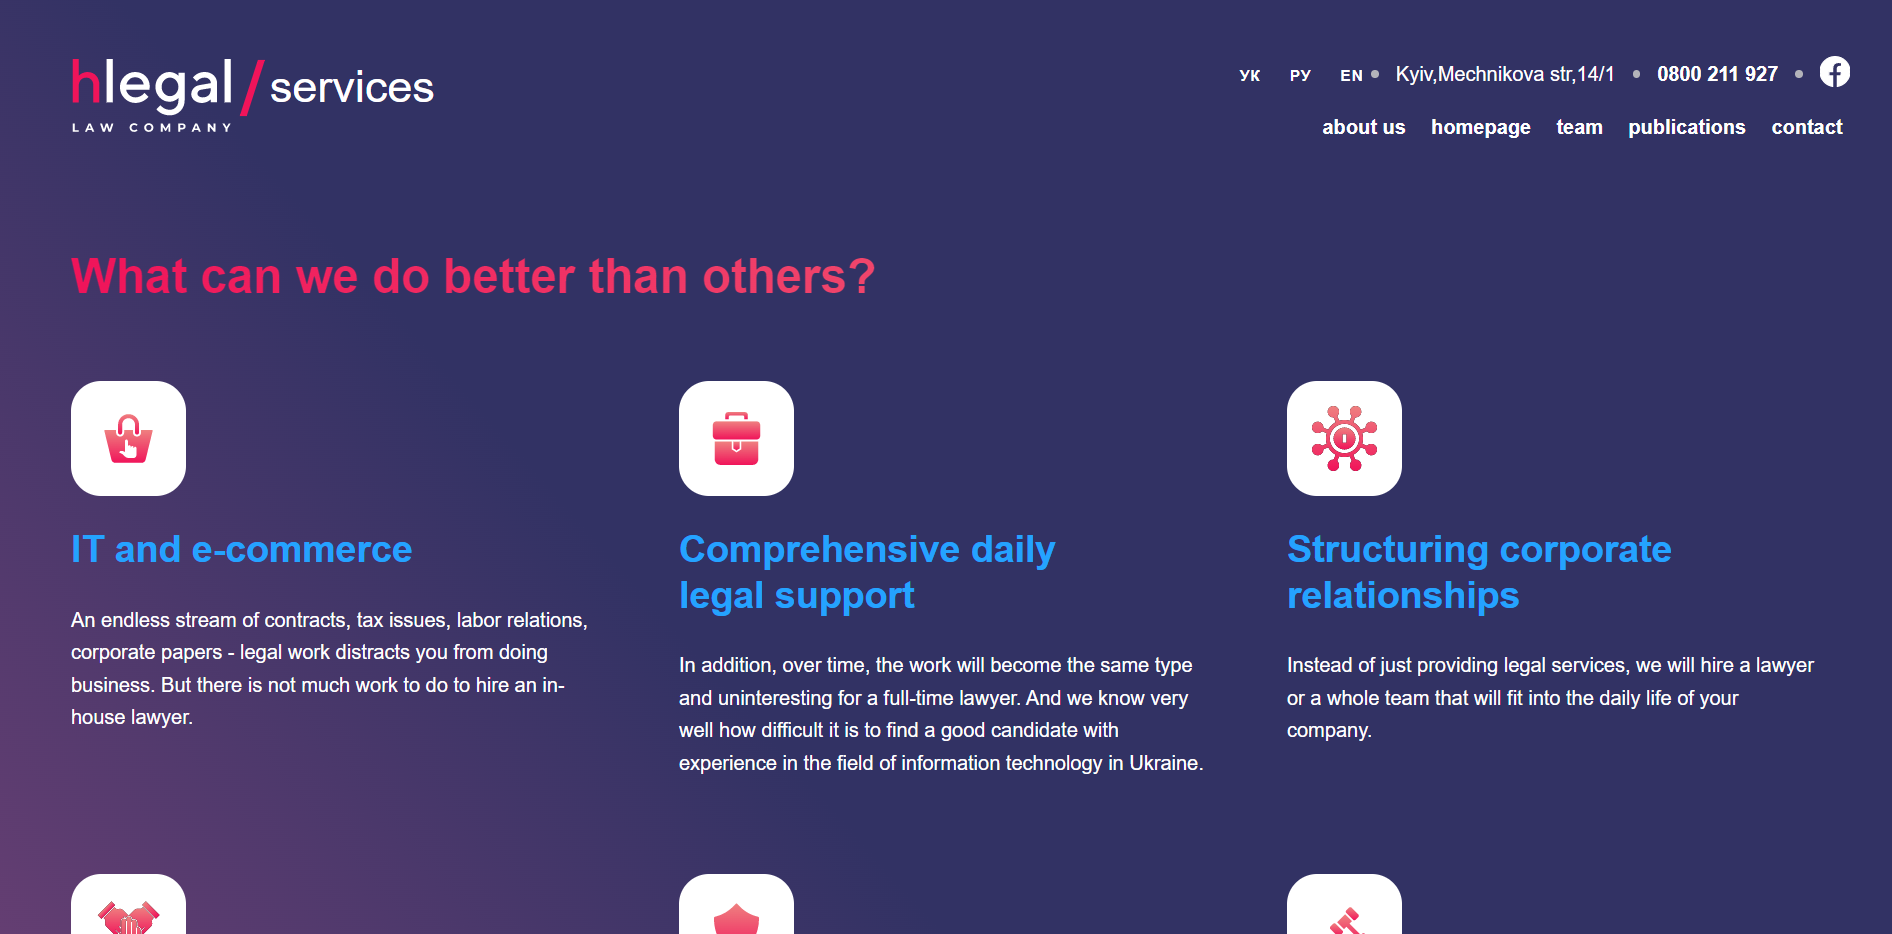 hlegal / services
LAW COMPANY
УК РУ EN • Kyiv,Mechnikova str,14/1 • 0800 211 927 •
about us homepage team publications contact
What can we do better than others?
IT and e-commerce
An endless stream of contracts, tax issues, labor relations,
corporate papers - legal work distracts you from doing
business. But there is not much work to do to hire an in-
house lawyer.
Comprehensive daily
legal support
In addition, over time, the work will become the same type
and uninteresting for a full-time lawyer. And we know very
well how difficult it is to find a good candidate with
experience in the field of information technology in Ukraine.
Structuring corporate
relationships
Instead of just providing legal services, we will hire a lawyer
or a whole team that will fit into the daily life of your
company.